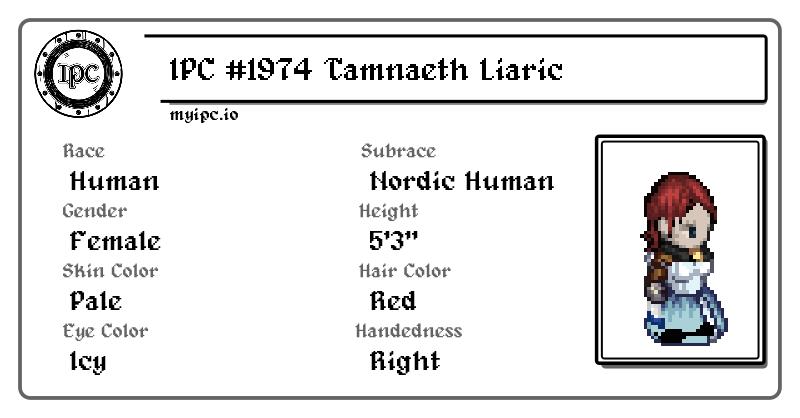 IPC
IPC #1974 Tamnaeth Liaric
myipc.io
Race
Human
Subrace
Nordic Human
Gender
Female
Height
5'3"
Skin Color
Pale
Hair Color
Red
Eye Color
Icy
Handedness
Right